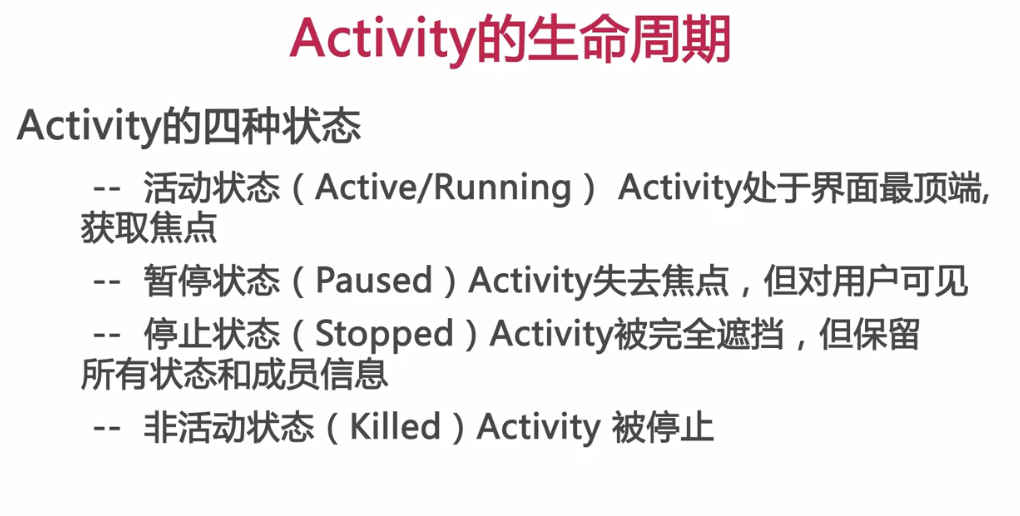 Activity的生命周期
Activity的四种状态
-- 活动状态（Active/Running） Activity处于界面最顶端,
获取焦点
-- 暂停状态（Paused）Activity失去焦点，但对用户可见
-- 停止状态（Stopped）Activity被完全遮挡，但保留
所有状态和成员信息
-- 非活动状态（Killed）Activity 被停止